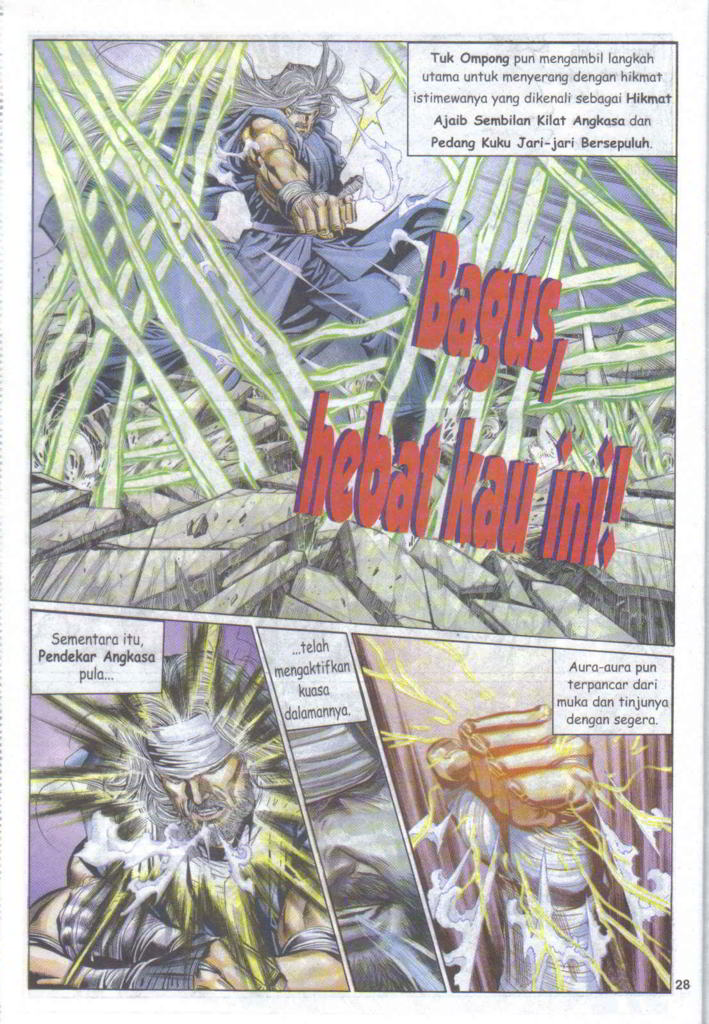 Tuk Ompong pun mengambil langkah
utama untuk menyerang dengan hikmat
istimewanya yang dikenali sebagai Hikmat
Ajaib Sembilan Kilat Angkasa dan
Pedang Kuku Jari-jari Bersepuluh.
Bagus,
hebat kau ini!
Sementara itu,
Pendekar Angkasa
pula...
...telah
mengaktifkan
kuasa
dalamannya.
Aura-aura pun
terpancar dari
muka dan tinjunya
dengan segera.
28